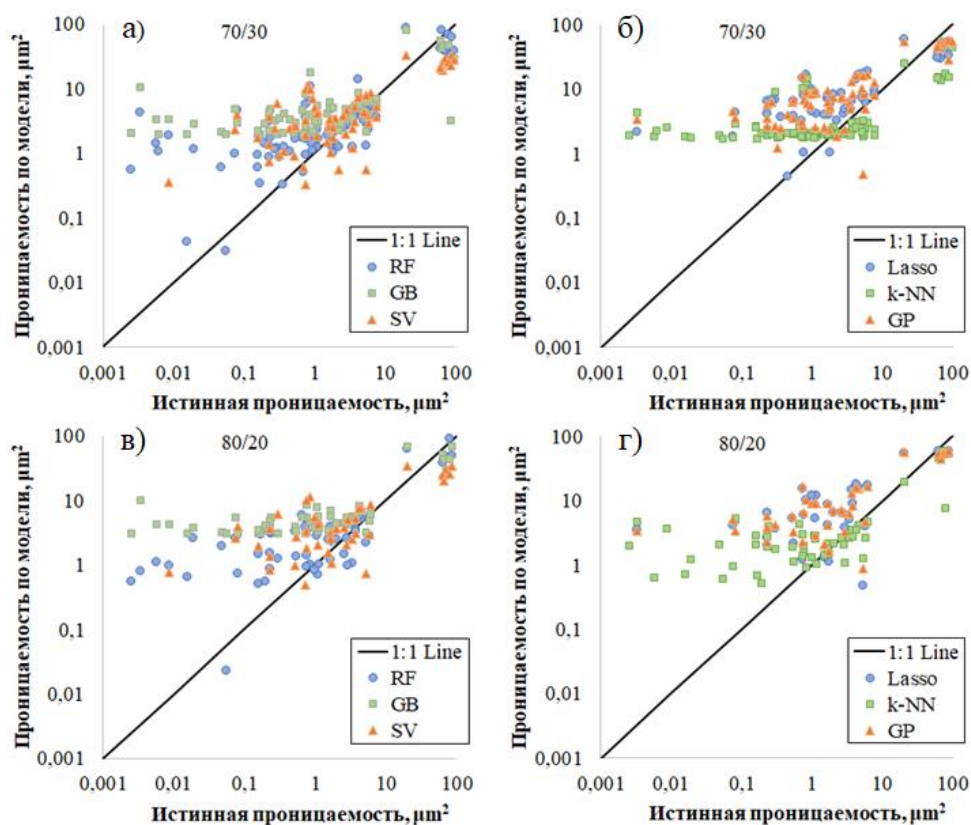 а)
70/30
Проницаемость по модели, μm²
100
10
1
0,1
0,01
0,001
1:1 Line
RF
GB
SV
0,001
0,01
0,1
1
10
100
Истинная проницаемость, μm²
б)
70/30
Проницаемость по модели, μm²
100
10
1
0,1
0,01
0,001
1:1 Line
Lasso
k-NN
GP
0,001
0,01
0,1
1
10
100
Истинная проницаемость, μm²
в)
80/20
Проницаемость по модели, μm²
100
10
1
0,1
0,01
0,001
1:1 Line
RF
GB
SV
0,001
0,01
0,1
1
10
100
Истинная проницаемость, μm²
г)
80/20
Проницаемость по модели, μm²
100
10
1
0,1
0,01
0,001
1:1 Line
Lasso
k-NN
GP
0,001
0,01
0,1
1
10
100
Истинная проницаемость, μm²